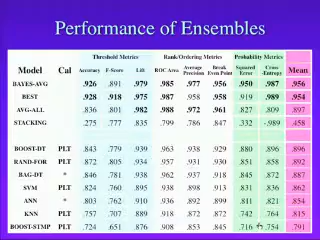 Performance of Ensembles
Threshold Metrics Rank/Ordering Metrics Probability Metrics
Model Cal Accuracy F-Score Lift ROC Area Average Precision Break Even Point Squared Error Cross-Entropy Mean
BAYES-AVG .926 .891 .979 .985 .977 .956 .950 .987 .956
BEST .928 .918 .975 .987 .958 .958 .919 .989 .954
AVG-ALL .836 .801 .982 .988 .972 .961 .827 .809 .897
STACKING .275 .777 .835 .799 .786 .847 .332 -.989 .458
BOOST-DT PLT .843 .779 .939 .963 .938 .929 .880 .896 .896
RAND-FOR PLT .872 .805 .934 .957 .931 .930 .851 .858 .892
BAG-DT * .846 .781 .938 .962 .937 .918 .845 .872 .887
SVM PLT .824 .760 .895 .938 .898 .913 .831 .836 .862
ANN * .803 .762 .910 .936 .892 .899 .811 .821 .854
KNN PLT .757 .707 .889 .918 .872 .872 .742 .764 .815
BOOST-STMP PLT .724 .651 .876 .908 .853 .845 .716 .754 .791